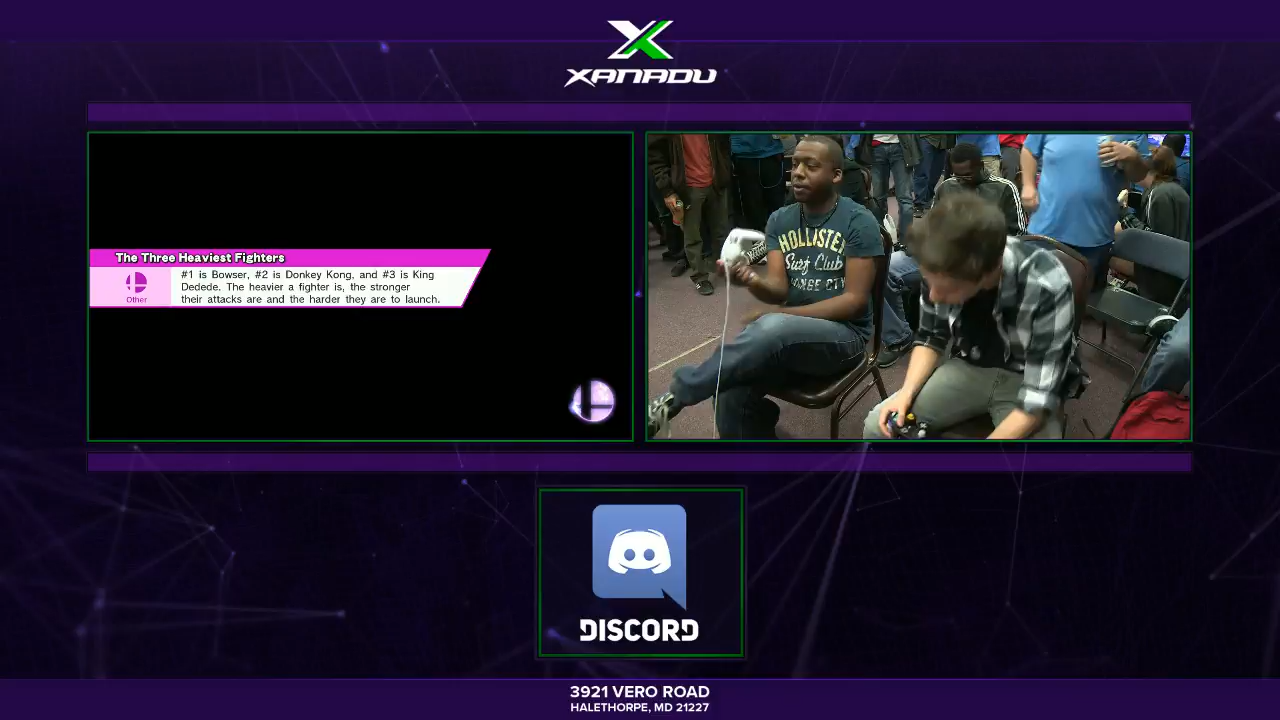 XANADU
The Three Heaviest Fighters
#1 is Bowser, #2 is Donkey Kong, and #3 is King
Dedede. The heavier a fighter is, the stronger
their attacks are and the harder they are to launch.
Other
HOLLISTER
Surf Club
DISCORD
3921 VERO ROAD
HALETHORPE, MD 21227